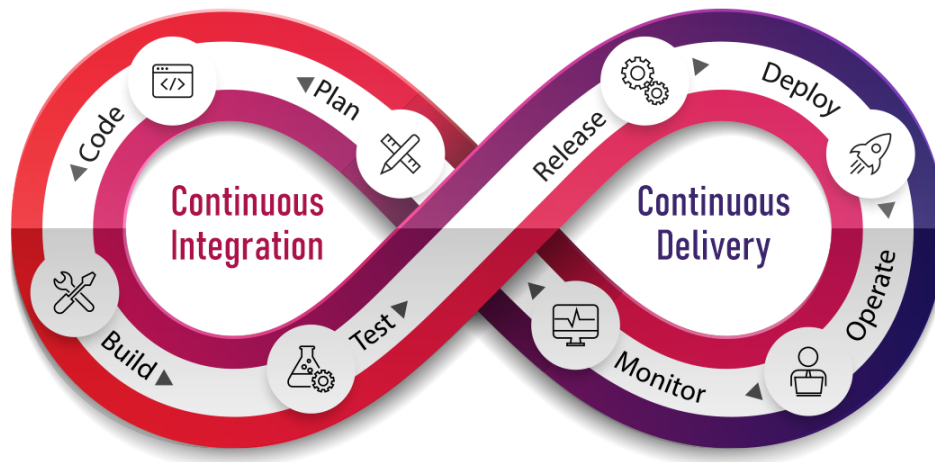 Plan
Code
Build
Test
Release
Deploy
Operate
Monitor
Continuous
Integration
Continuous
Delivery
</>